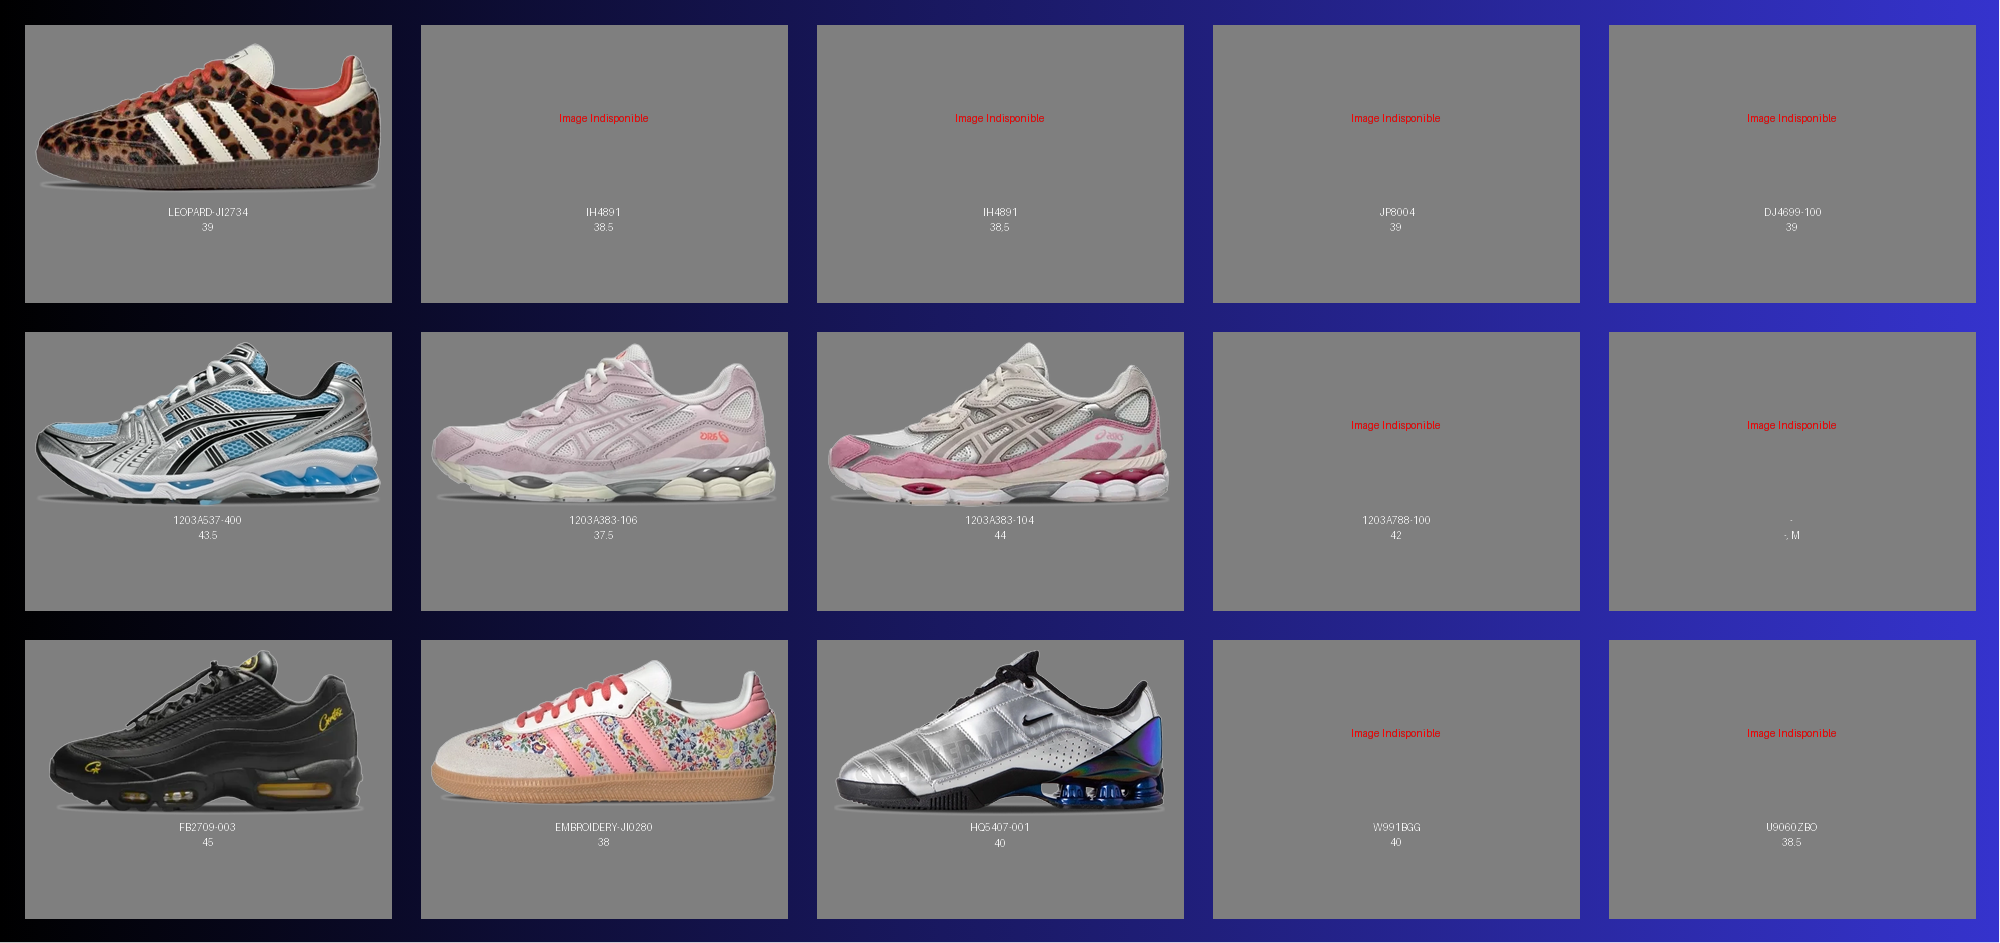 LEOPARD-JI2734
39
Image Indisponible
IH4891
38.5
Image Indisponible
IH4891
38.5
Image Indisponible
JP8004
39
Image Indisponible
DJ4699-100
39
1203A537-400
43.5
1203A383-106
37.5
asics
1203A383-104
44
Image Indisponible
1203A788-100
42
Image Indisponible
-
-, M
Cortez
FB2709-003
45
EMBROIDERY-JI0280
38
HQ5407-001
40
Image Indisponible
W991BGG
40
Image Indisponible
U9060ZBO
38.5